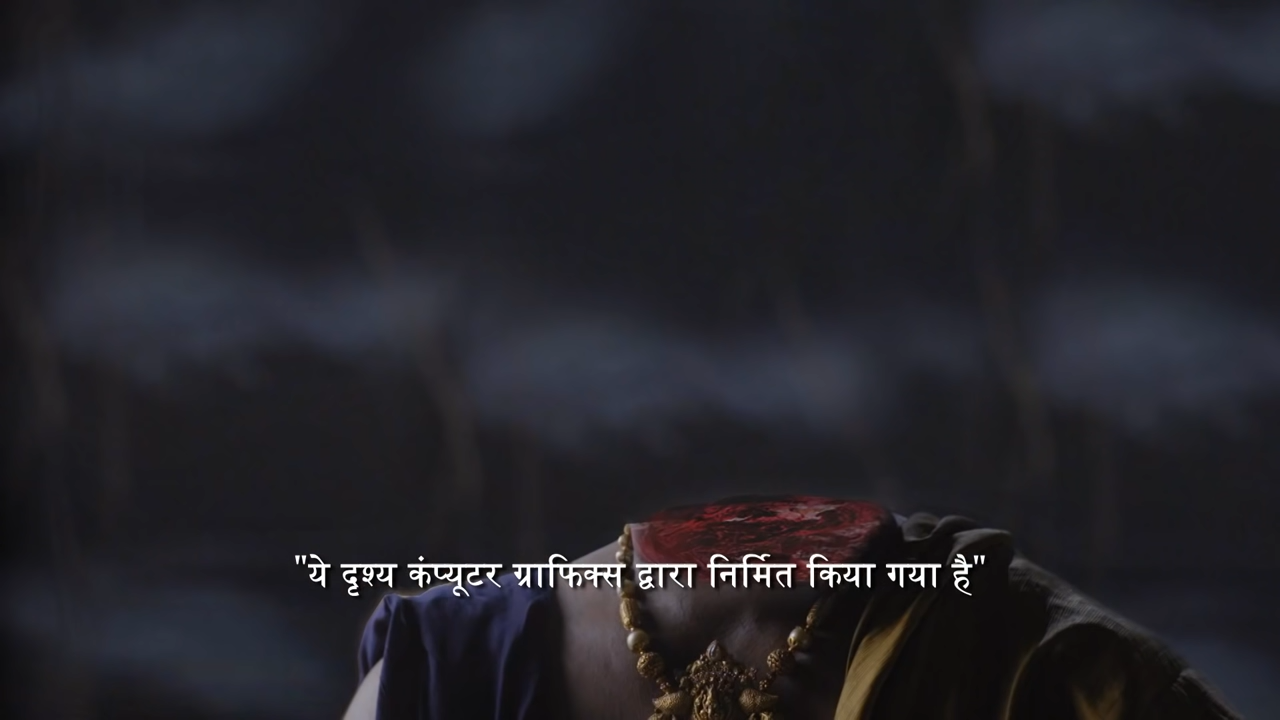 "ये दृश्य कंप्यूटर ग्राफिक्स द्वारा निर्मित किया गया है"